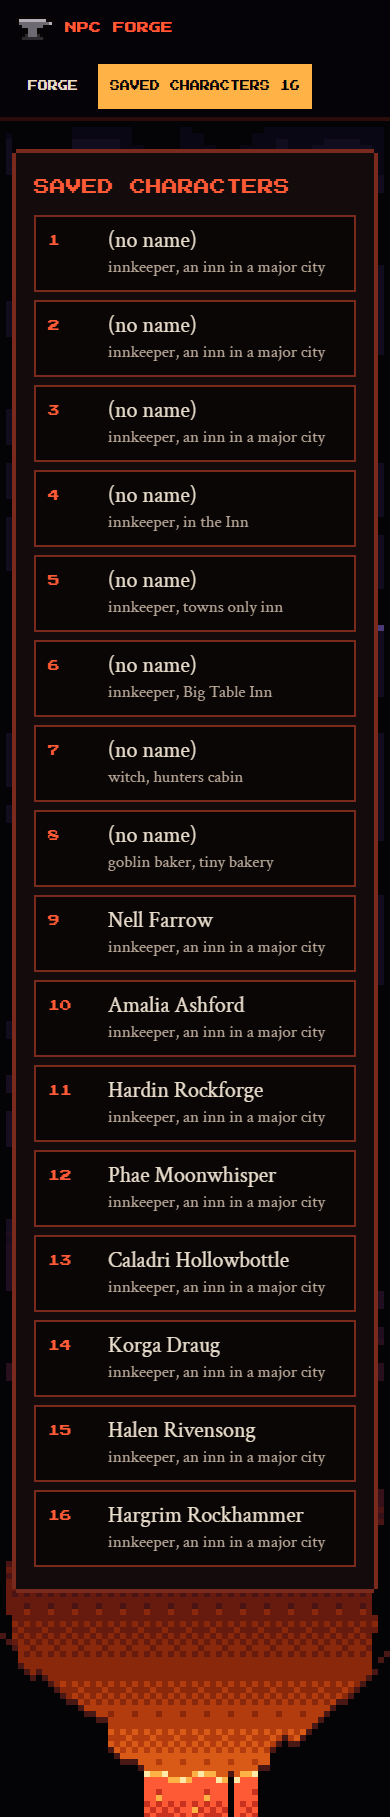 NPC FORGE
FORGE
SAVED CHARACTERS 16
SAVED CHARACTERS
1
(no name)
innkeeper, an inn in a major city
2
(no name)
innkeeper, an inn in a major city
3
(no name)
innkeeper, an inn in a major city
4
(no name)
innkeeper, in the Inn
5
(no name)
innkeeper, towns only inn
6
(no name)
innkeeper, Big Table Inn
7
(no name)
witch, hunters cabin
8
(no name)
goblin baker, tiny bakery
9
Nell Farrow
innkeeper, an inn in a major city
10
Amalia Ashford
innkeeper, an inn in a major city
11
Hardin Rockforge
innkeeper, an inn in a major city
12
Phae Moonwhisper
innkeeper, an inn in a major city
13
Caladri Hollowbottle
innkeeper, an inn in a major city
14
Korga Draug
innkeeper, an inn in a major city
15
Halen Rivensong
innkeeper, an inn in a major city
16
Hargrim Rockhammer
innkeeper, an inn in a major city